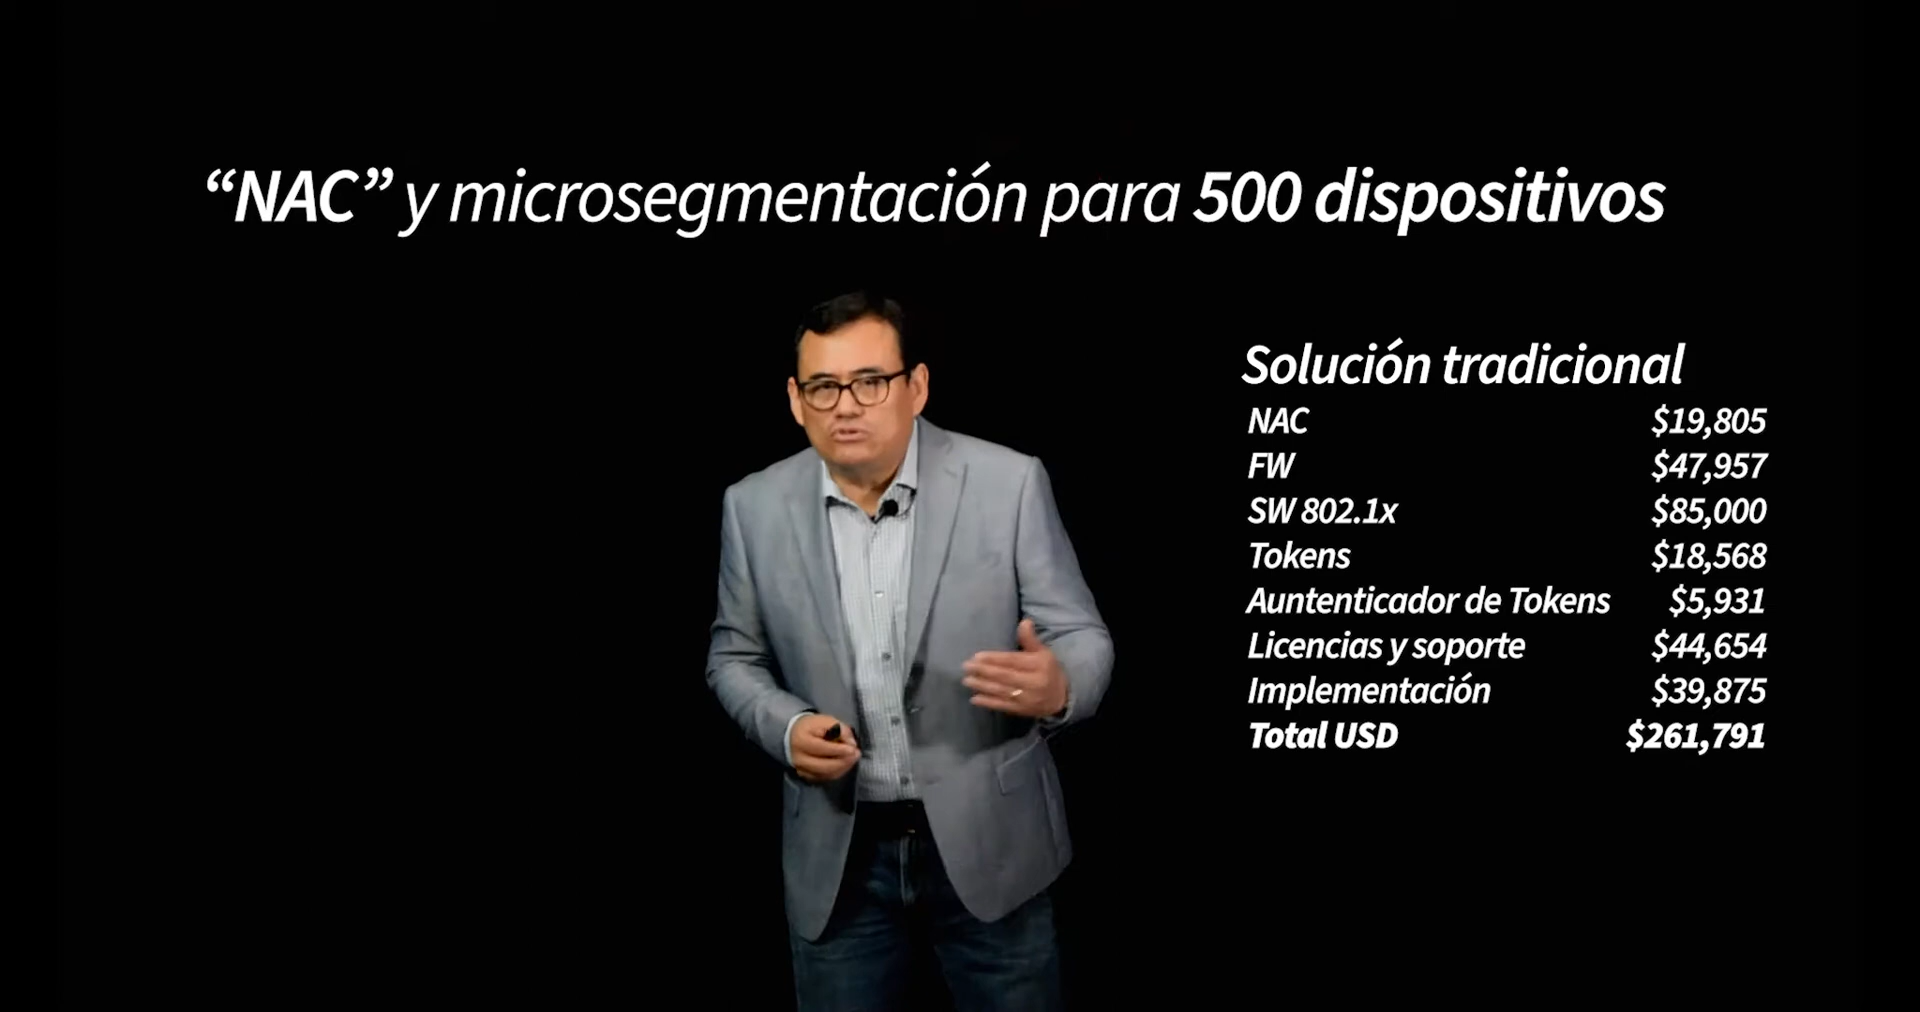 “NAC” y microsegmentación para 500 dispositivos
Solución tradicional
NAC $19,805
FW $47,957
SW 802.1x $85,000
Tokens $18,568
Auntenticador de Tokens $5,931
Licencias y soporte $44,654
Implementación $39,875
Total USD $261,791